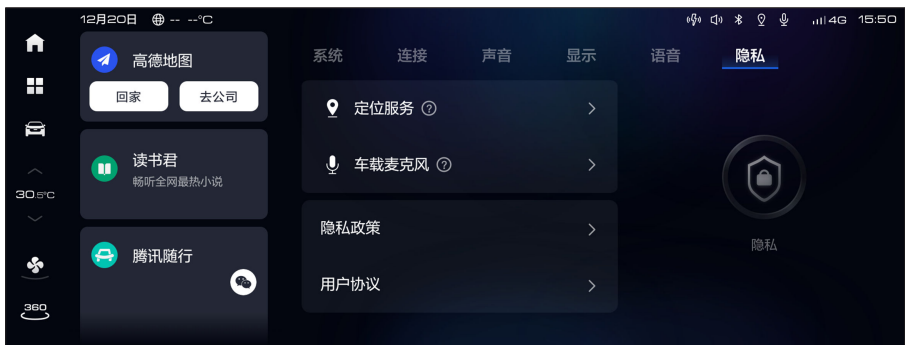 12月20日 -- --°C 4G 15:50
高德地图
回家 去公司
读书君
畅听全网最热小说
腾讯随行
30.5°C
360
系统 连接 声音 显示 语音 隐私
定位服务 ?
车载麦克风 ?
隐私政策
用户协议
隐私